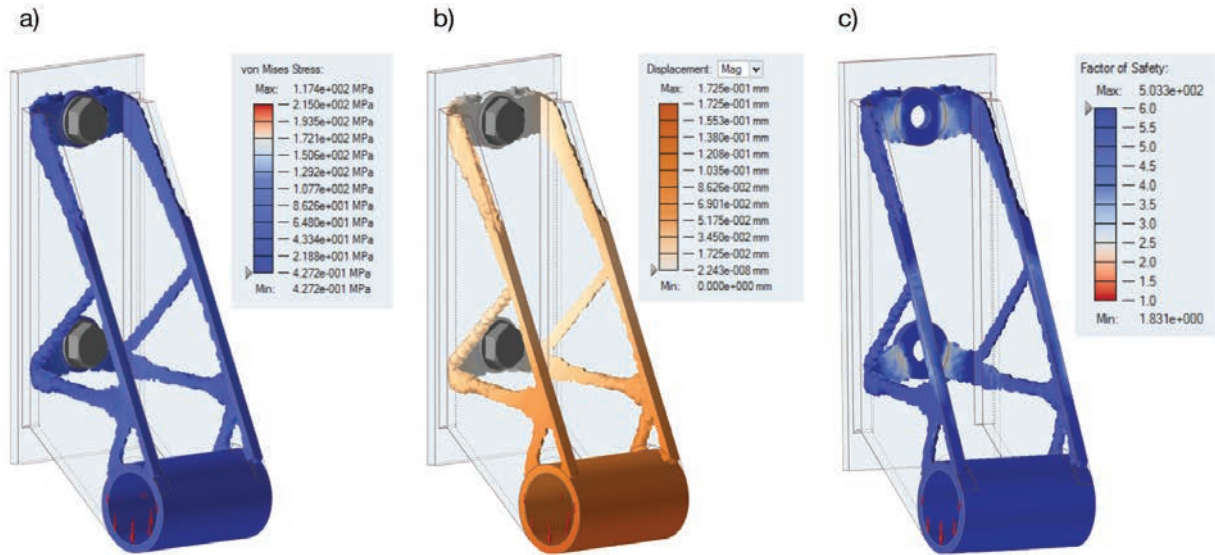 a)
von Mises Stress:
Max: 1.174e+002 MPa
2.150e+002 MPa
1.935e+002 MPa
1.721e+002 MPa
1.506e+002 MPa
1.292e+002 MPa
1.077e+002 MPa
8.626e+001 MPa
6.480e+001 MPa
4.334e+001 MPa
2.188e+001 MPa
4.272e-001 MPa
Min: 4.272e-001 MPa
b)
Displacement: Mag
Max: 1.725e-001 mm
1.725e-001 mm
1.553e-001 mm
1.380e-001 mm
1.208e-001 mm
1.035e-001 mm
8.626e-002 mm
6.901e-002 mm
5.175e-002 mm
3.450e-002 mm
1.725e-002 mm
2.243e-008 mm
Min: 0.000e+000 mm
c)
Factor of Safety:
Max: 5.033e+002
6.0
5.5
5.0
4.5
4.0
3.5
3.0
2.5
2.0
1.5
1.0
Min: 1.831e+000